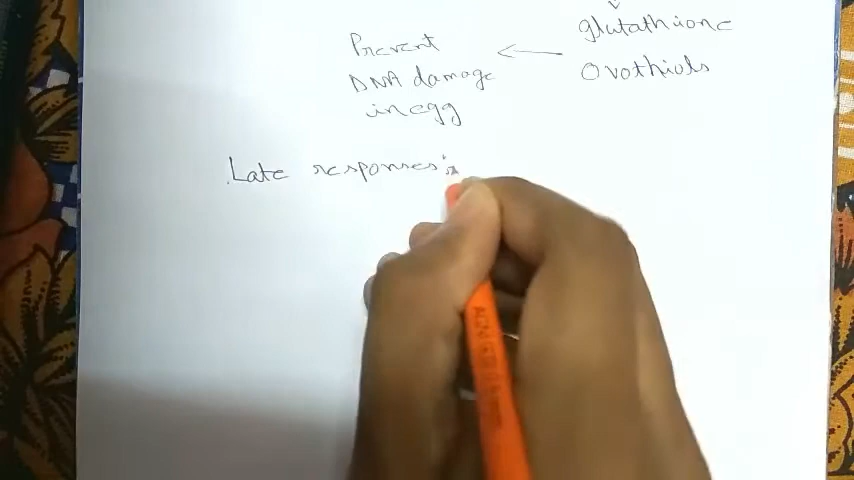 glutathione
Prevent
Ovothiols
DNA damage
in egg
Late responses: